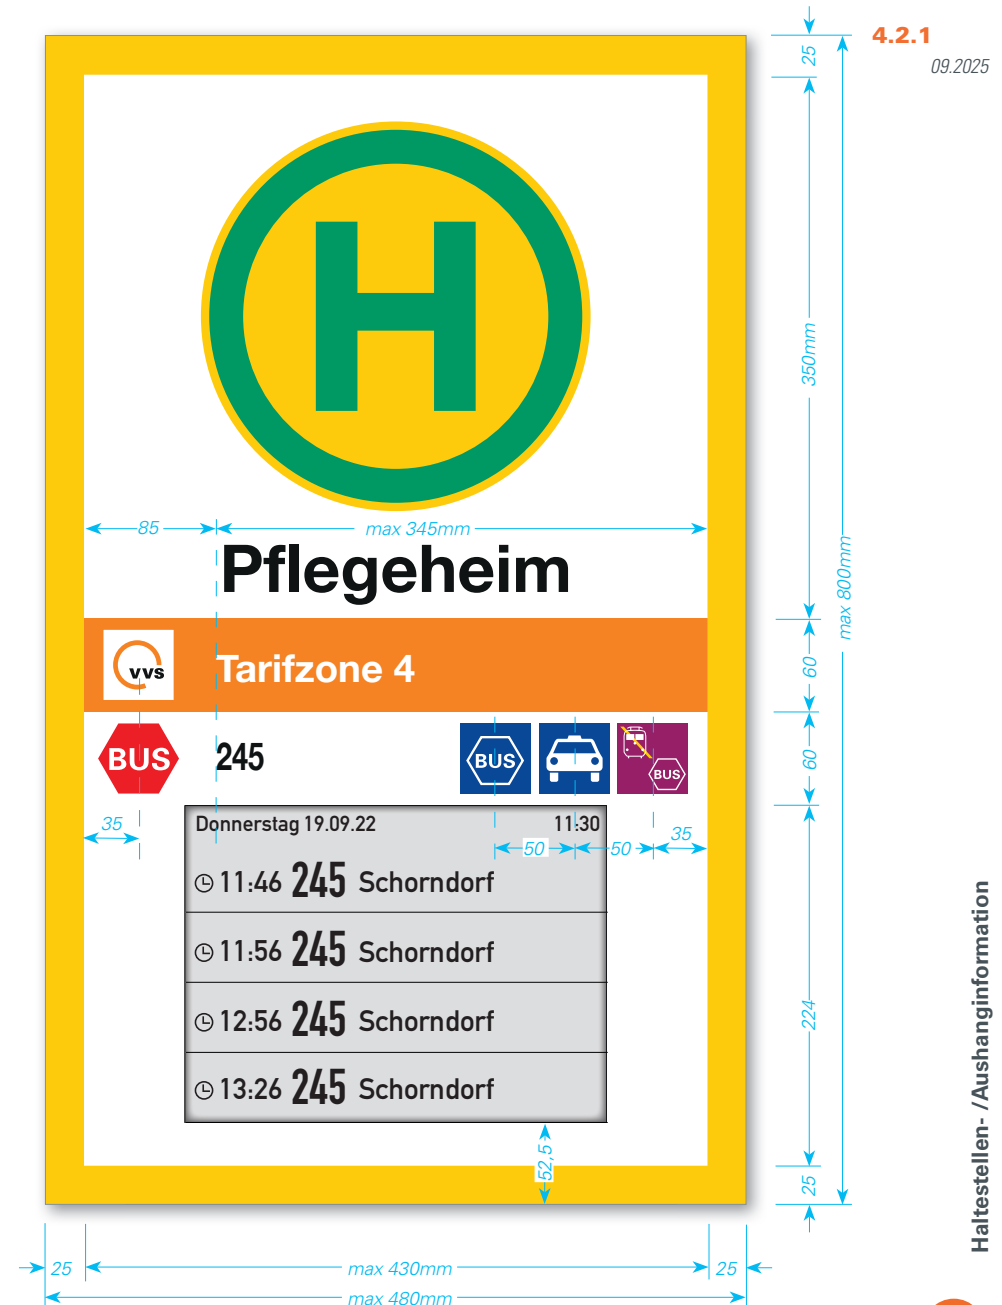 4.2.1
09.2025
25
350mm
max 800mm
H
85
max 345mm
Pflegeheim
vvs
Tarifzone 4
60
BUS
245
BUS
BUS
60
35
Donnerstag 19.09.22
11:30
50
50
35
11:46 245 Schorndorf
11:56 245 Schorndorf
12:56 245 Schorndorf
13:26 245 Schorndorf
224
52,5
25
Haltestellen- /Aushanginformation
25
max 430mm
25
max 480mm